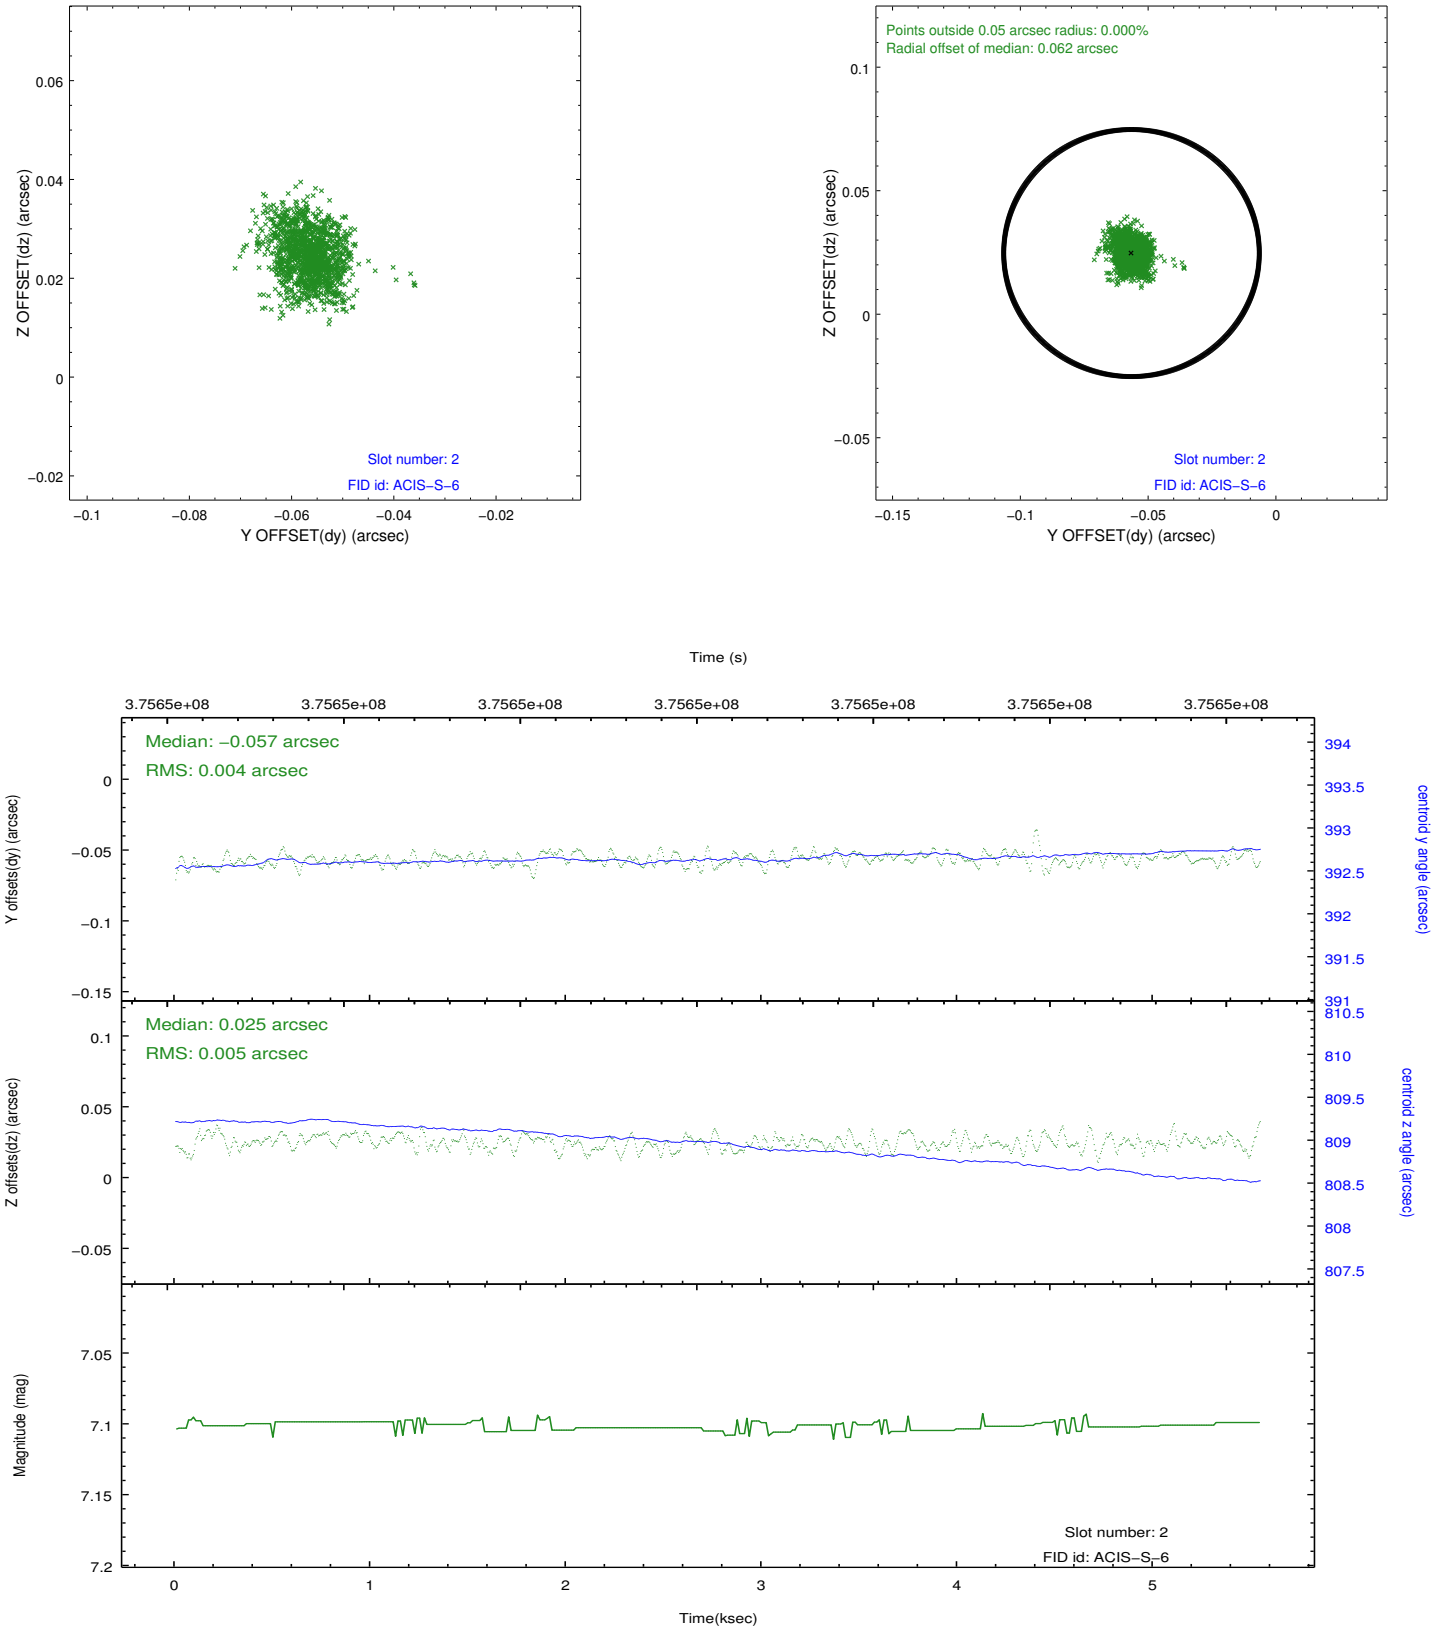 0.06
0.04
0.02
0
−0.02
Z OFFSET(dz) (arcsec)
Slot number: 2
FID id: ACIS−S−6
−0.1 −0.08 −0.06 −0.04 −0.02
Y OFFSET(dy) (arcsec)
Points outside 0.05 arcsec radius: 0.000%
Radial offset of median: 0.062 arcsec
0.1
0.05
0
−0.05
Z OFFSET(dz) (arcsec)
Slot number: 2
FID id: ACIS−S−6
−0.15 −0.1 −0.05 0
Y OFFSET(dy) (arcsec)
Time (s)
3.7565e+08 3.7565e+08 3.7565e+08 3.7565e+08 3.7565e+08 3.7565e+08 3.7565e+08
Median: −0.057 arcsec
RMS: 0.004 arcsec
0
−0.05
−0.1
−0.15
Y offsets(dy) (arcsec)
394
393.5
393
392.5
392
391.5
391
centroid y angle (arcsec)
Median: 0.025 arcsec
RMS: 0.005 arcsec
0.1
0.05
0
−0.05
Z offsets(dz) (arcsec)
810.5
810
809.5
809
808.5
808
807.5
centroid z angle (arcsec)
7.05
7.1
7.15
7.2
Magnitude (mag)
Slot number: 2
FID id: ACIS−S−6
0 1 2 3 4 5
Time(ksec)